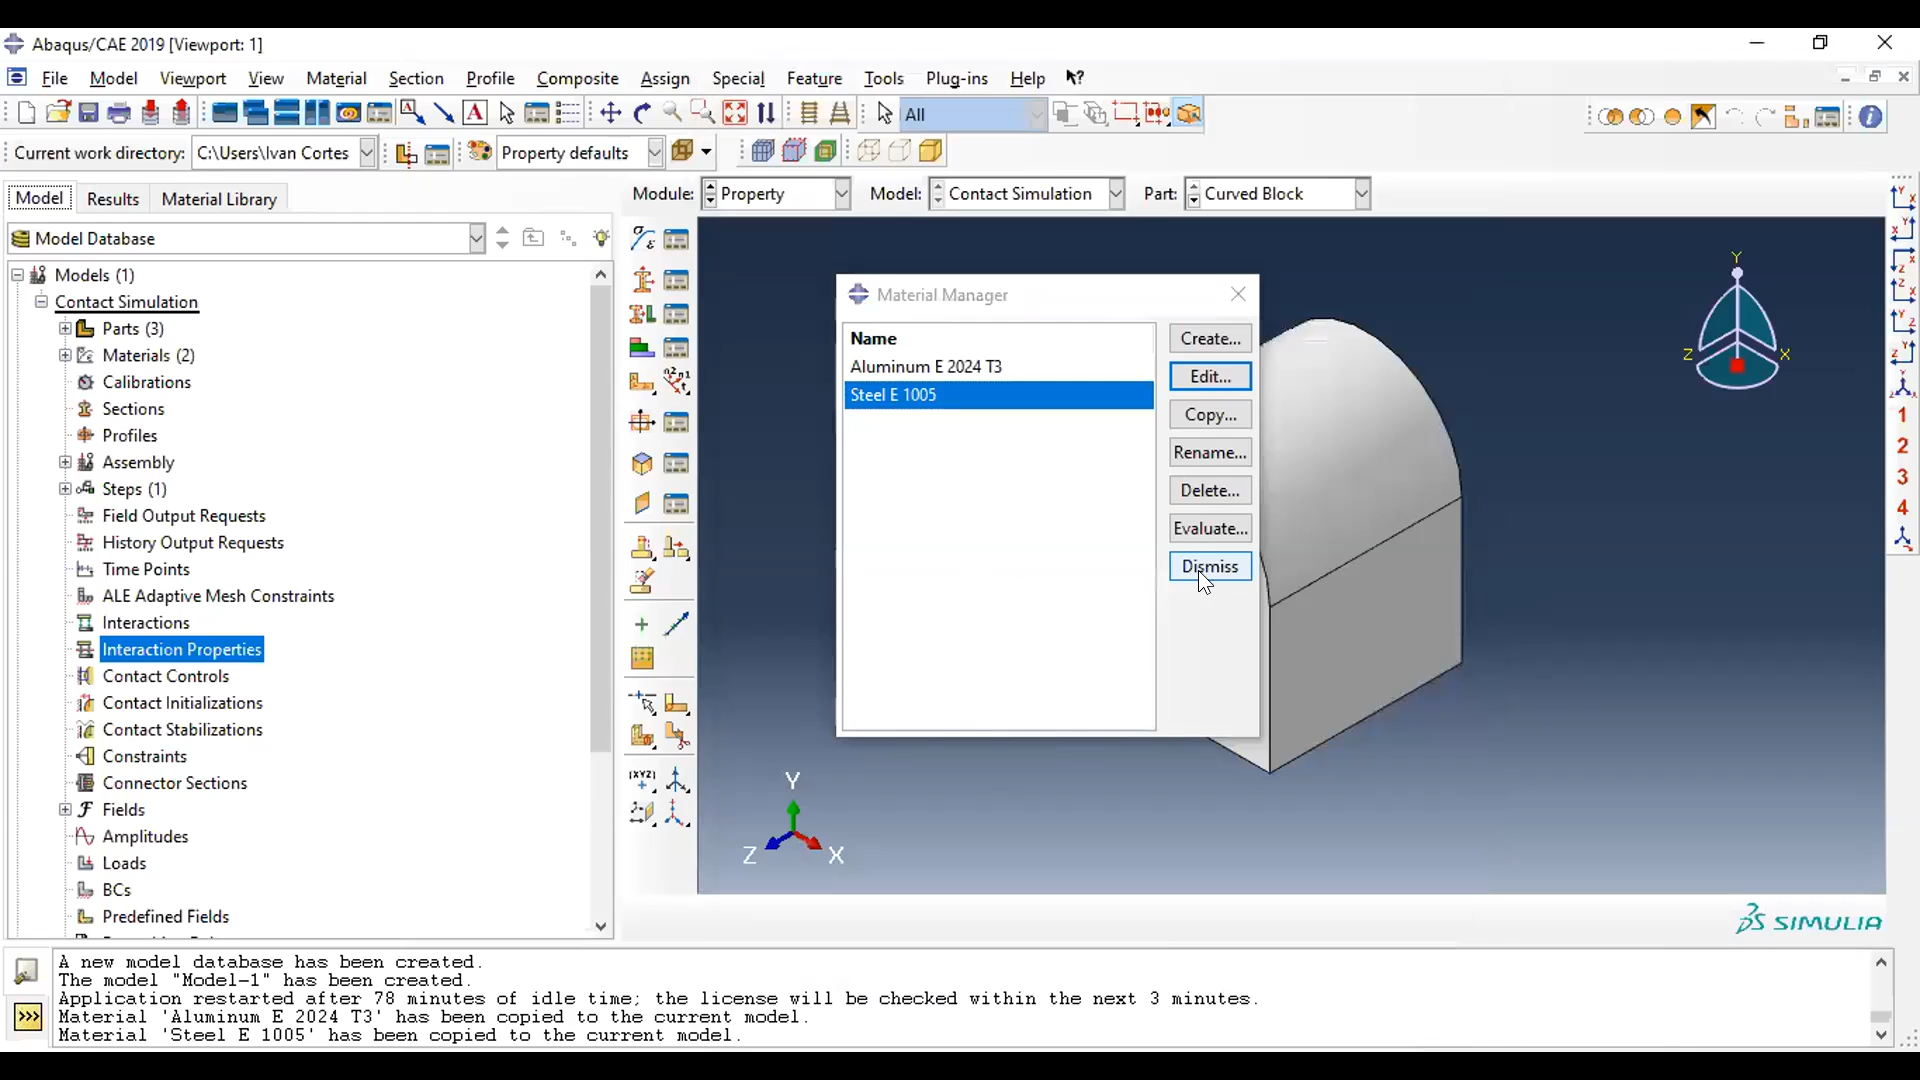 Abaqus/CAE 2019 [Viewport: 1]
File Model Viewport View Material Section Profile Composite Assign Special Feature Tools Plug-ins Help
All
Current work directory: C:\Users\Ivan Cortes Property defaults
Model Results Material Library
Module: Property Model: Contact Simulation Part: Curved Block
Model Database
Models (1)
Contact Simulation
Parts (3)
Materials (2)
Calibrations
Sections
Profiles
Assembly
Steps (1)
Field Output Requests
History Output Requests
Time Points
ALE Adaptive Mesh Constraints
Interactions
Interaction Properties
Contact Controls
Contact Initializations
Contact Stabilizations
Constraints
Connector Sections
Fields
Amplitudes
Loads
BCs
Predefined Fields
Material Manager
Name
Aluminum E 2024 T3
Steel E 1005
Create...
Edit...
Copy...
Rename...
Delete...
Evaluate...
Dismiss
Y
Z X
Y
Z X
1
2
3
4
SIMULIA
A new model database has been created.
The model "Model-1" has been created.
Application restarted after 78 minutes of idle time; the license will be checked within the next 3 minutes.
Material 'Aluminum E 2024 T3' has been copied to the current model.
Material 'Steel E 1005' has been copied to the current model.